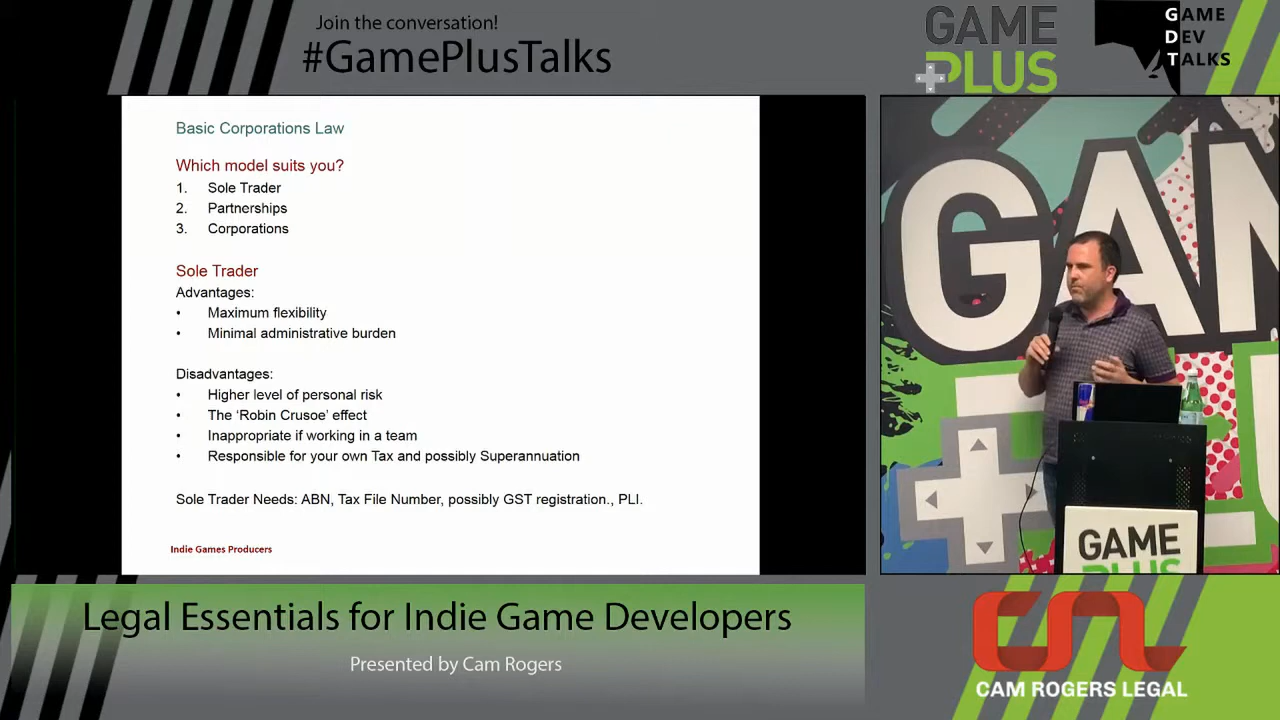 Join the conversation!
#GamePlusTalks
GAME
PLUS
GAME
DEV
TALKS
Basic Corporations Law
Which model suits you?
1. Sole Trader
2. Partnerships
3. Corporations
Sole Trader
Advantages:
• Maximum flexibility
• Minimal administrative burden
Disadvantages:
• Higher level of personal risk
• The ‘Robin Crusoe’ effect
• Inappropriate if working in a team
• Responsible for your own Tax and possibly Superannuation
Sole Trader Needs: ABN, Tax File Number, possibly GST registration., PLI.
Indie Games Producers
GAM
GAME
PLUS
Legal Essentials for Indie Game Developers
Presented by Cam Rogers
CAM ROGERS LEGAL